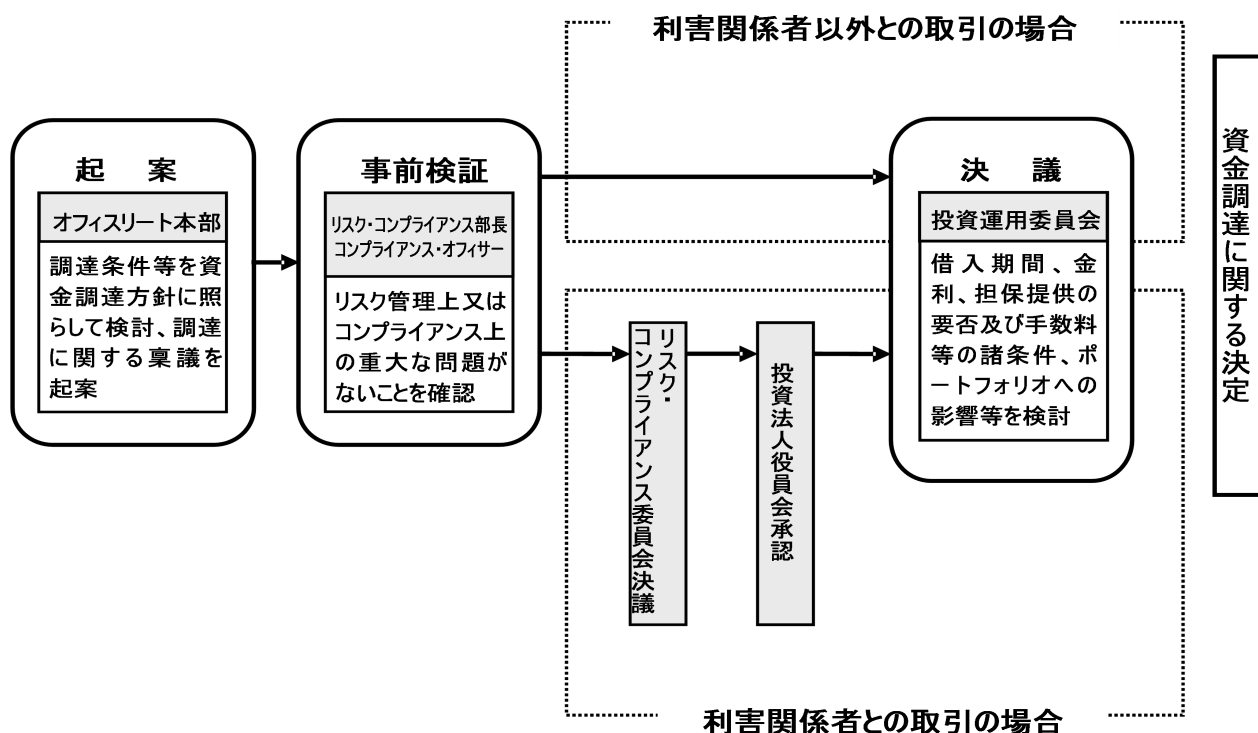 利害関係者以外との取引の場合
起 案
オフィスリート本部
調達条件等を資
金調達方針に照
らして検討、調達
に関する稟議を
起案
事前検証
リスク・コンプライアンス部長
コンプライアンス・オフィサー
リスク管理上又は
コンプライアンス上
の重大な問題が
ないことを確認
リスク・
コンプライアンス委員会決議
投資法人役員会承認
決 議
投資運用委員会
借入期間、金
利、担保提供の
要否及び手数料
等の諸条件、ポ
ートフォリオへの
影響等を検討
資金調達に関する決定
利害関係者との取引の場合